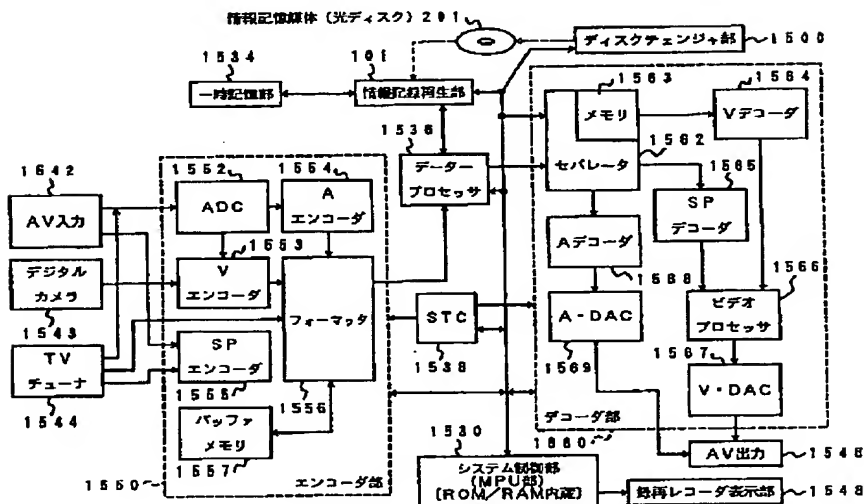 情報記憶媒体(光ディスク)201
ディスクチェンジャ部
1500
1534
一時記憶部
101
情報記録再生部
1536
データー
プロセッサ
1563
メモリ
1564
Vデコーダ
1562
セパレータ
1565
SP
デコーダ
1642
AV入力
1552
ADC
1554
A
エンコーダ
1553
V
エンコーダ
デジタル
カメラ
1543
フォーマッタ
STC
1538
Aデコーダ
1568
A・DAC
1569
1566
ビデオ
プロセッサ
TV
チューナ
1544
SP
エンコーダ
1556
1567
V・DAC
バッファ
メモリ
1557
デコーダ部
1550
エンコーダ部
1530
システム制御部
(MPU部)
[ROM/RAM内蔵]
AV出力
録再レコーダ表示部
1549